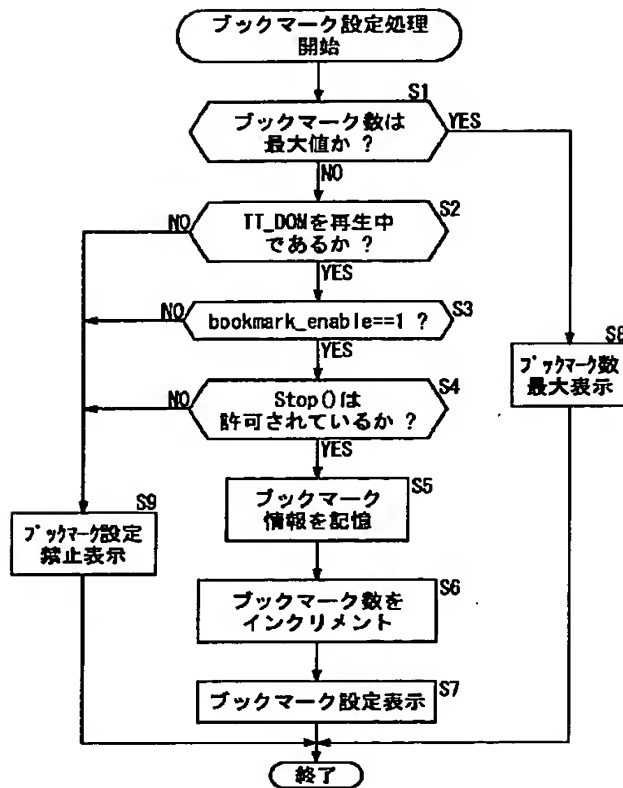 ブックマーク設定処理
開始
S1
ブックマーク数は
最大値か ?
YES
NO
S2
TT_DOMを再生中
であるか ?
NO
YES
S3
bookmark_enable==1 ?
NO
YES
S4
Stop()は
許可されているか ?
NO
YES
S8
ブックマーク数
最大表示
S5
ブックマーク
情報を記憶
S9
ブックマーク設定
禁止表示
S6
ブックマーク数を
インクリメント
S7
ブックマーク設定表示
終了